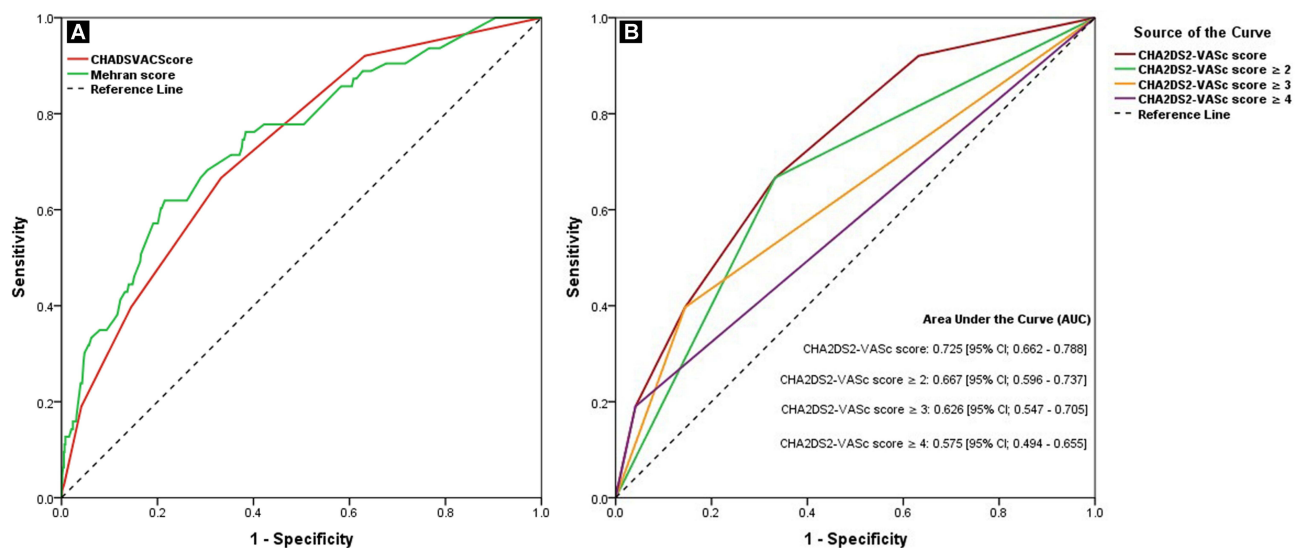 A
CHADSVACScore
Mehran score
Reference Line
Sensitivity
1.0
0.8
0.6
0.4
0.2
0.0
0.0 0.2 0.4 0.6 0.8 1.0
1 - Specificity
B
Sensitivity
1.0
0.8
0.6
0.4
0.2
0.0
0.0 0.2 0.4 0.6 0.8 1.0
1 - Specificity
Area Under the Curve (AUC)
CHA2DS2-VASc score: 0.725 [95% CI; 0.662 - 0.788]
CHA2DS2-VASc score ≥ 2: 0.667 [95% CI; 0.596 - 0.737]
CHA2DS2-VASc score ≥ 3: 0.626 [95% CI; 0.547 - 0.705]
CHA2DS2-VASc score ≥ 4: 0.575 [95% CI; 0.494 - 0.655]
Source of the Curve
CHA2DS2-VASc score
CHA2DS2-VASc score ≥ 2
CHA2DS2-VASc score ≥ 3
CHA2DS2-VASc score ≥ 4
Reference Line